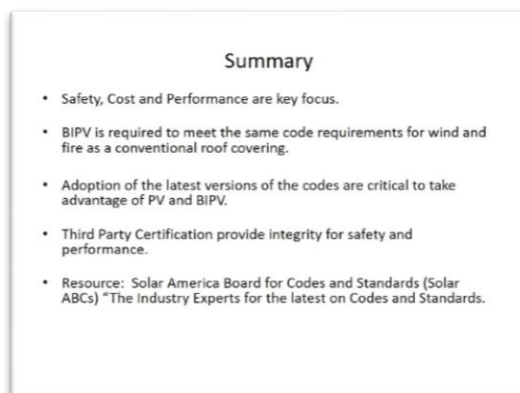 Summary
• Safety, Cost and Performance are key focus.
• BIPV is required to meet the same code requirements for wind and
fire as a conventional roof covering.
• Adoption of the latest versions of the codes are critical to take
advantage of PV and BIPV.
• Third Party Certification provide integrity for safety and
performance.
• Resource: Solar America Board for Codes and Standards (Solar
ABCs) “The Industry Experts for the latest on Codes and Standards.